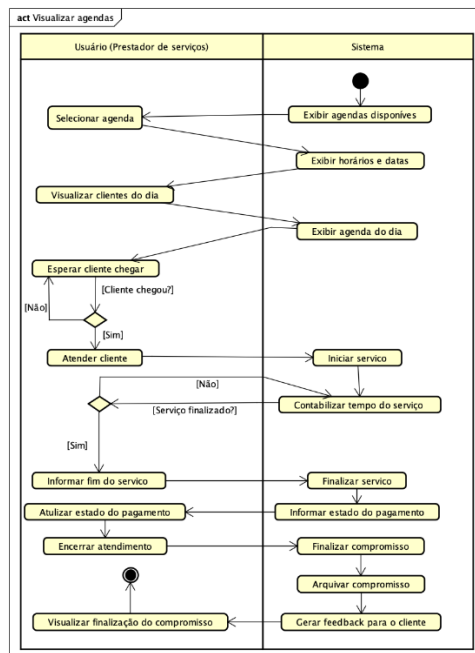 act Visualizar agendas
Usuário (Prestador de serviços)
Sistema
Selecionar agenda
Exibir agendas disponíves
Exibir horários e datas
Visualizar clientes do dia
Exibir agenda do dia
Esperar cliente chegar
[Cliente chegou?]
[Não]
[Sim]
Atender cliente
Iniciar servico
[Não]
Contabilizar tempo do serviço
[Serviço finalizado?]
[Sim]
Informar fim do servico
Finalizar servico
Atulizar estado do pagamento
Informar estado do pagamento
Encerrar atendimento
Finalizar compromisso
Arquivar compromisso
Visualizar finalização do compromisso
Gerar feedback para o cliente